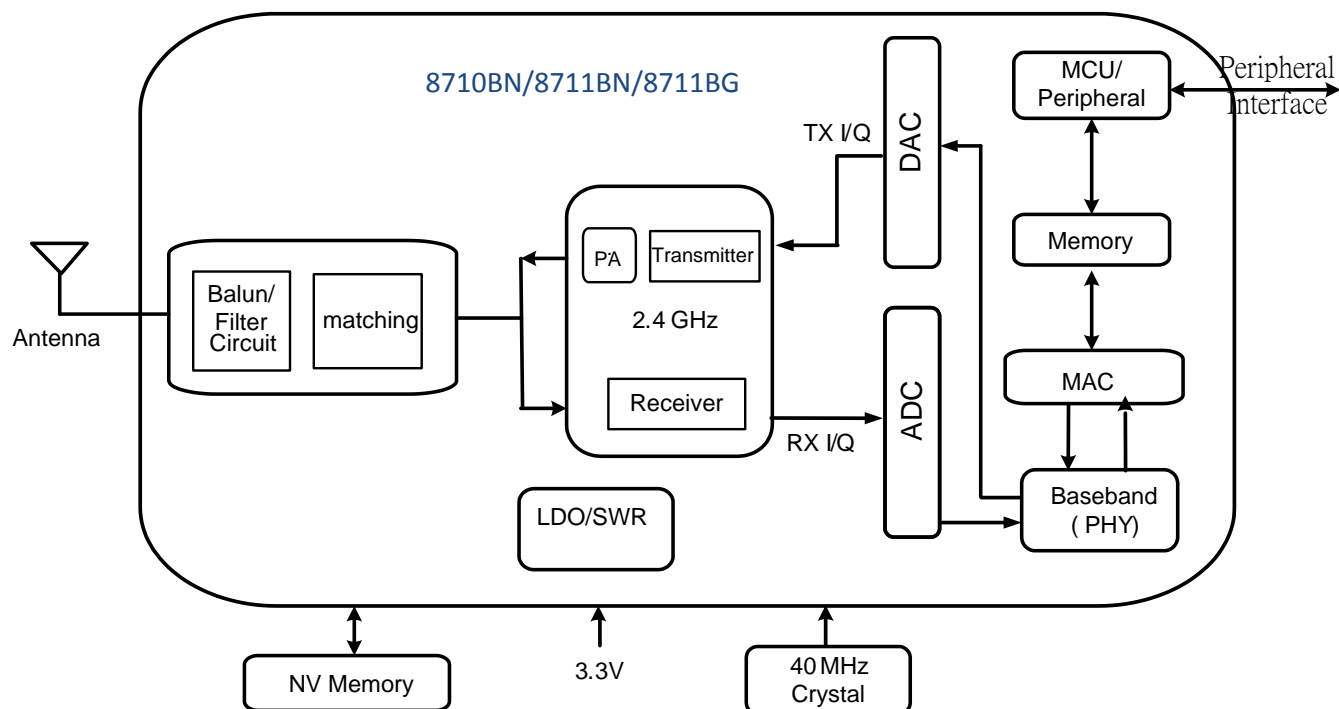 8710BN/8711BN/8711BG
MCU/
Peripheral
Peripheral
Interface
TX I/Q
DAC
Antenna
Balun/
Filter
Circuit
matching
PA
Transmitter
2.4 GHz
Receiver
Memory
MAC
RX I/Q
ADC
Baseband
( PHY)
LDO/SWR
NV Memory
3.3V
40 MHz
Crystal